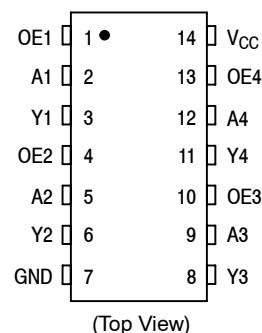 OE1 1 14 VCC
A1 2 13 OE4
Y1 3 12 A4
OE2 4 11 Y4
A2 5 10 OE3
Y2 6 9 A3
GND 7 8 Y3
(Top View)